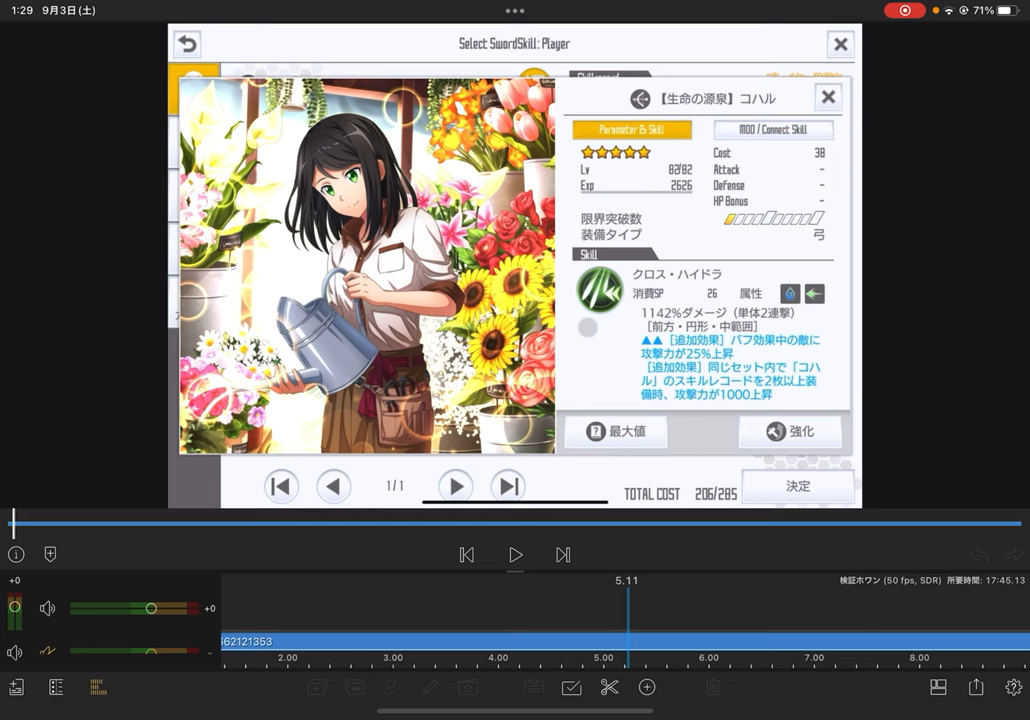 1:29 9月3日(土)
71%
Select SwordSkill: Player
【生命の源泉】コハル
Parameter & Skill
MOD / Connect Skill
Lv 82/82
Exp 2626
Cost 38
Attack -
Defense -
HP Bonus -
限界突破数
装備タイプ 弓
Skill
クロス・ハイドラ
消費SP 26 属性
1142%ダメージ（単体2連撃）
［前方・円形・中範囲］
▲▲［追加効果］バフ効果中の敵に
攻撃力が25%上昇
［追加効果］同じセット内で「コハ
ル」のスキルレコードを2枚以上装
備時、攻撃力が1000上昇
最大値
強化
1/1
TOTAL COST 206/285
決定
+0
5.11
検証ホワン (50 fps, SDR) 所要時間: 17:45.13
+0
662121353
2.00 3.00 4.00 5.00 6.00 7.00 8.00